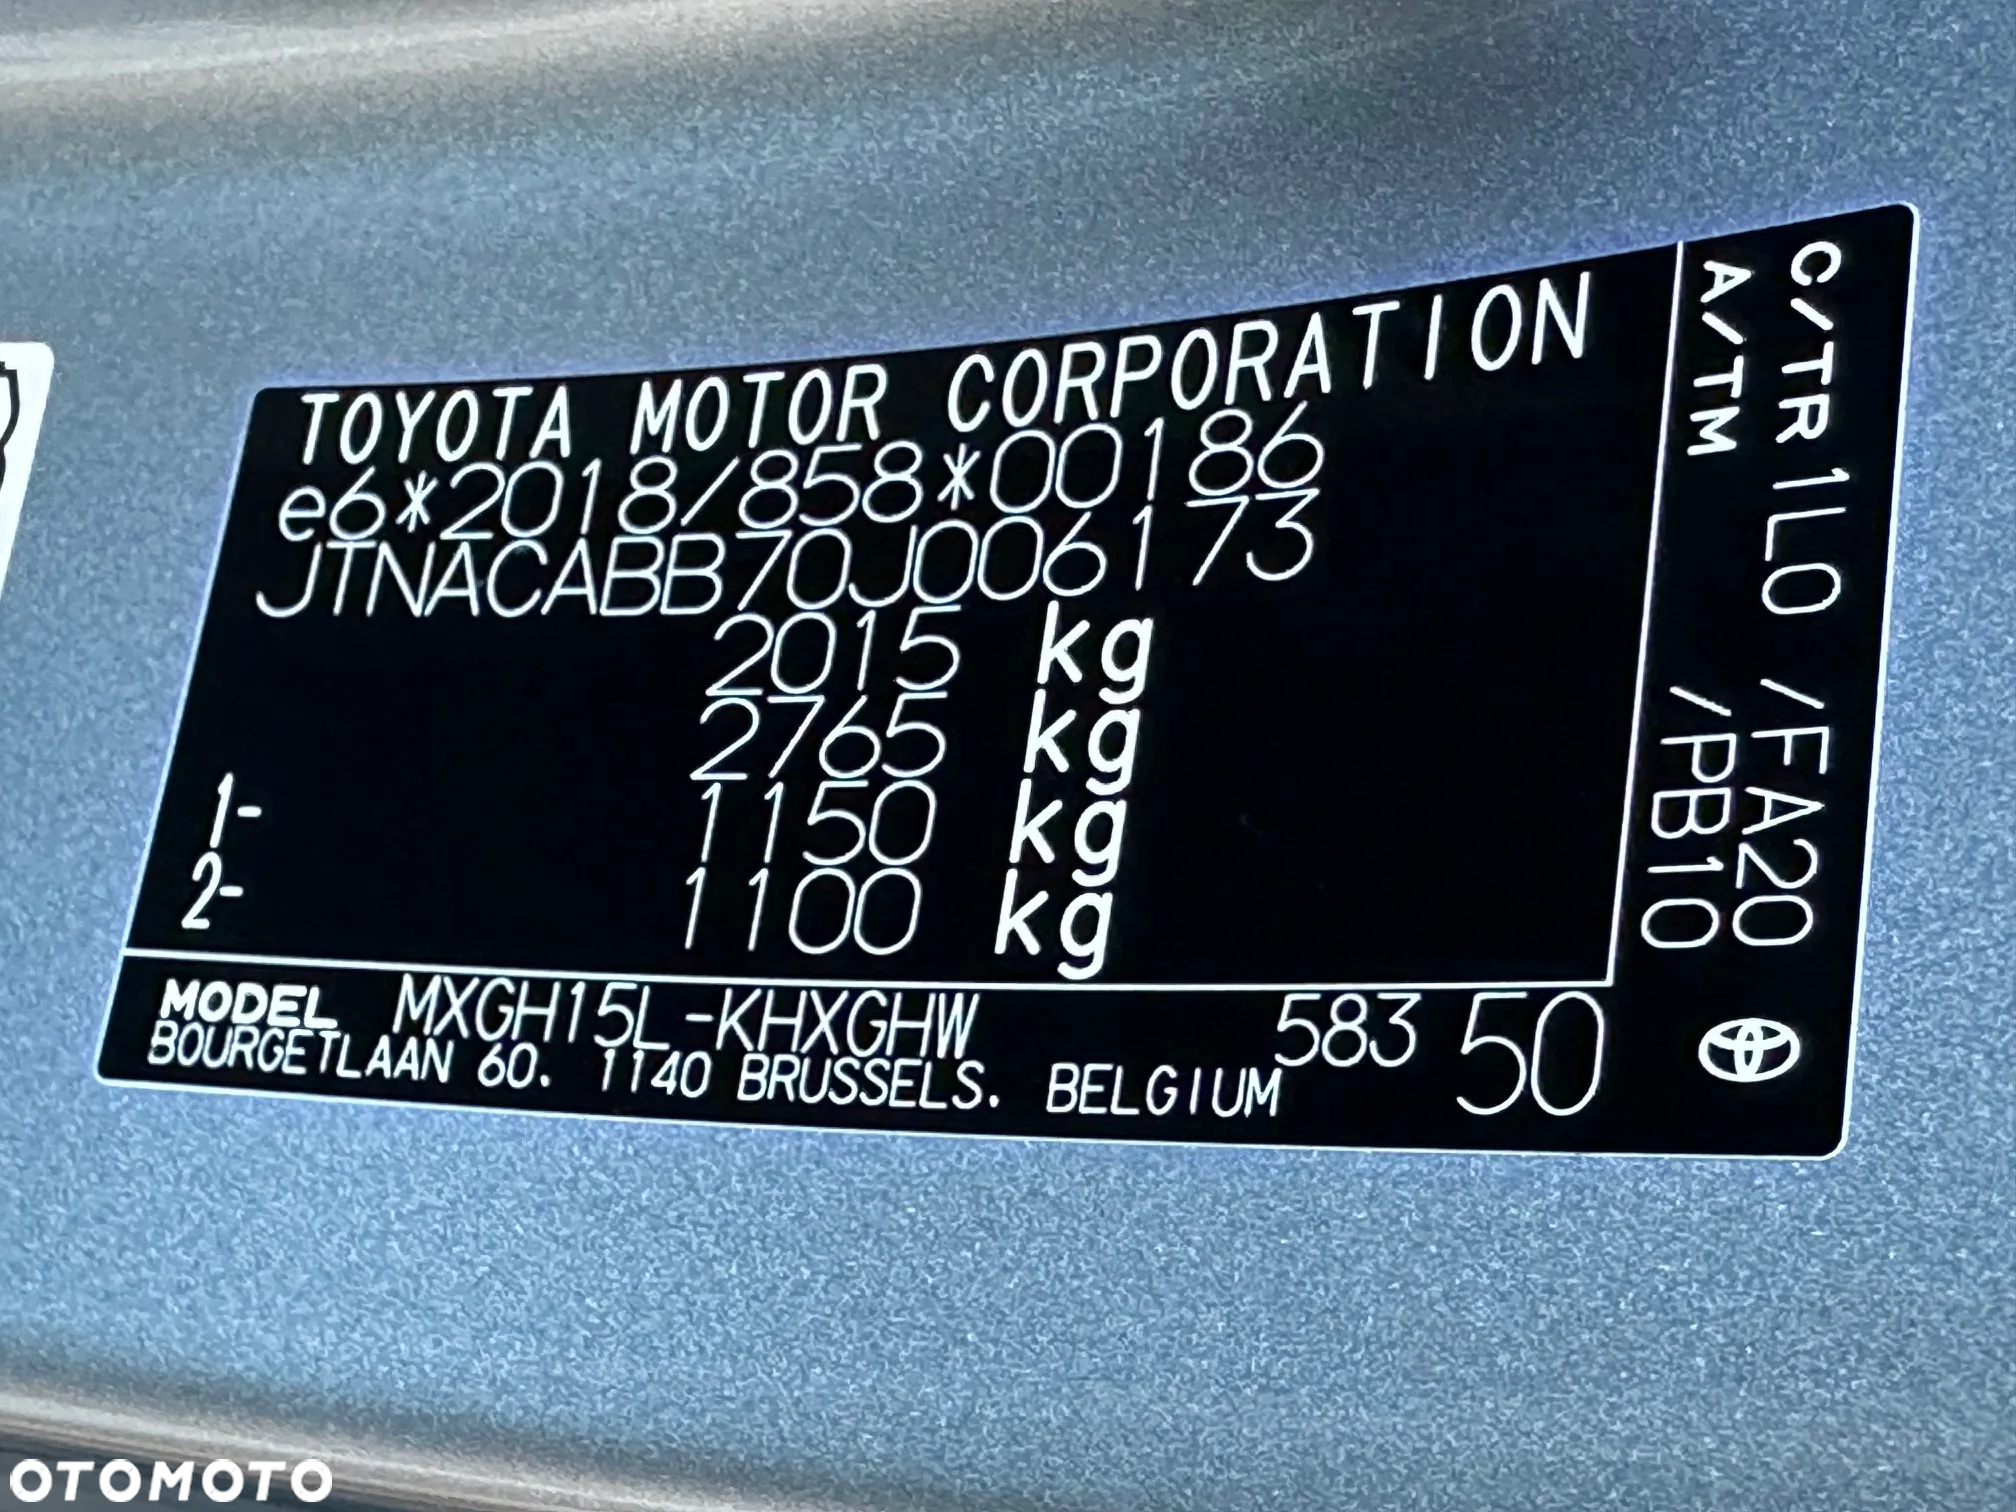 TOYOTA MOTOR CORPORATION
e6*2018/858*00186
JTNACABB70J006173
2015 kg
2765 kg
1- 1150 kg
2- 1100 kg
C/TR 1L0 /FA20
A/TM /PB10
MODEL MXGH15L-KHXGHW 583 50
BOURGETLAAN 60. 1140 BRUSSELS. BELGIUM
OTOMOTO